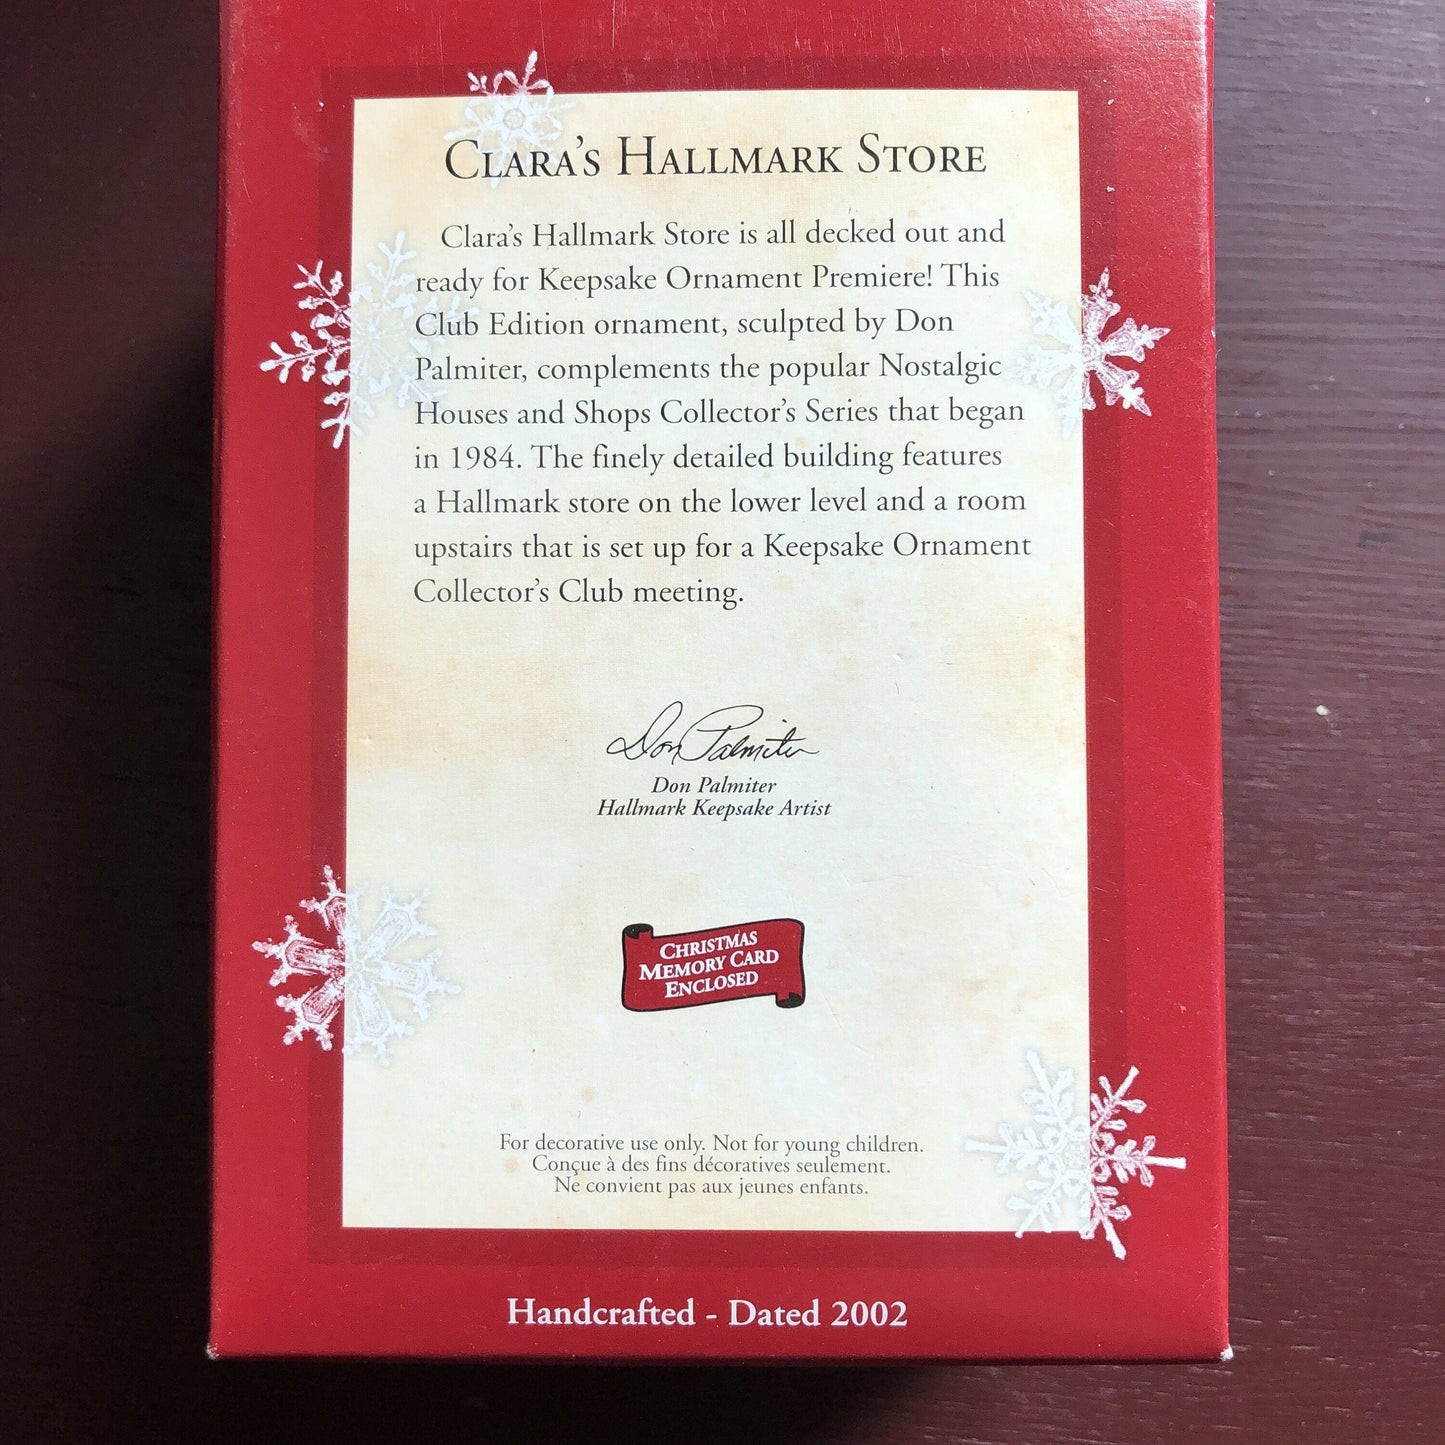 Clara's Hallmark Store
Clara's Hallmark Store is all decked out and
ready for Keepsake Ornament Premiere! This
Club Edition ornament, sculpted by Don
Palmiter, complements the popular Nostalgic
Houses and Shops Collector's Series that began
in 1984. The finely detailed building features
a Hallmark store on the lower level and a room
upstairs that is set up for a Keepsake Ornament
Collector's Club meeting.
Don Palmiter
Don Palmiter
Hallmark Keepsake Artist
Christmas
Memory Card
Enclosed
For decorative use only. Not for young children.
Conçue à des fins décoratives seulement.
Ne convient pas aux jeunes enfants.
Handcrafted - Dated 2002